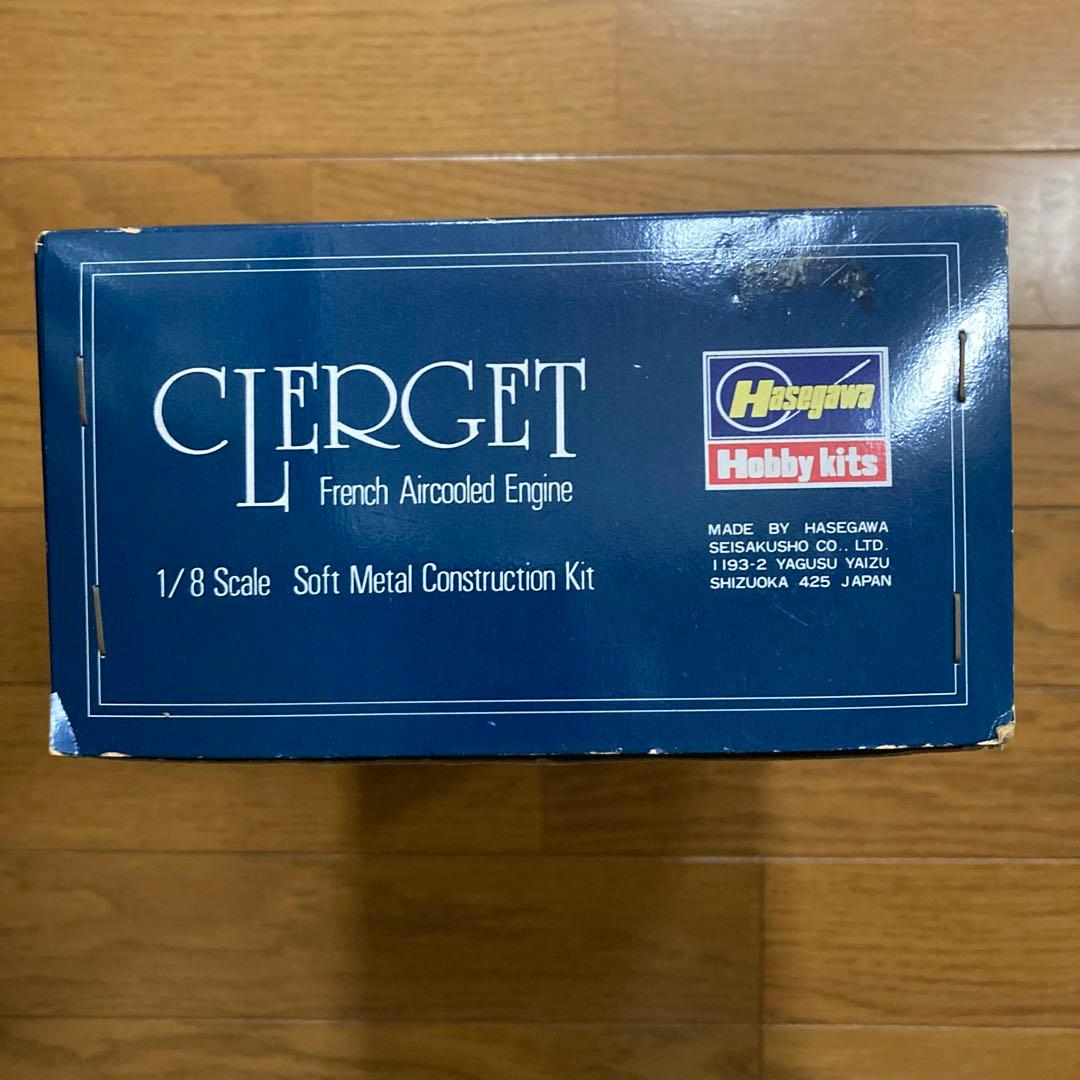 CLERGET
French Aircooled Engine
1/8 Scale Soft Metal Construction Kit
Hasegawa®
Hobby kits
MADE BY HASEGAWA
SEISAKUSHO CO.. LTD.
1193-2 YAGUSU YAIZU
SHIZUOKA 425 JAPAN